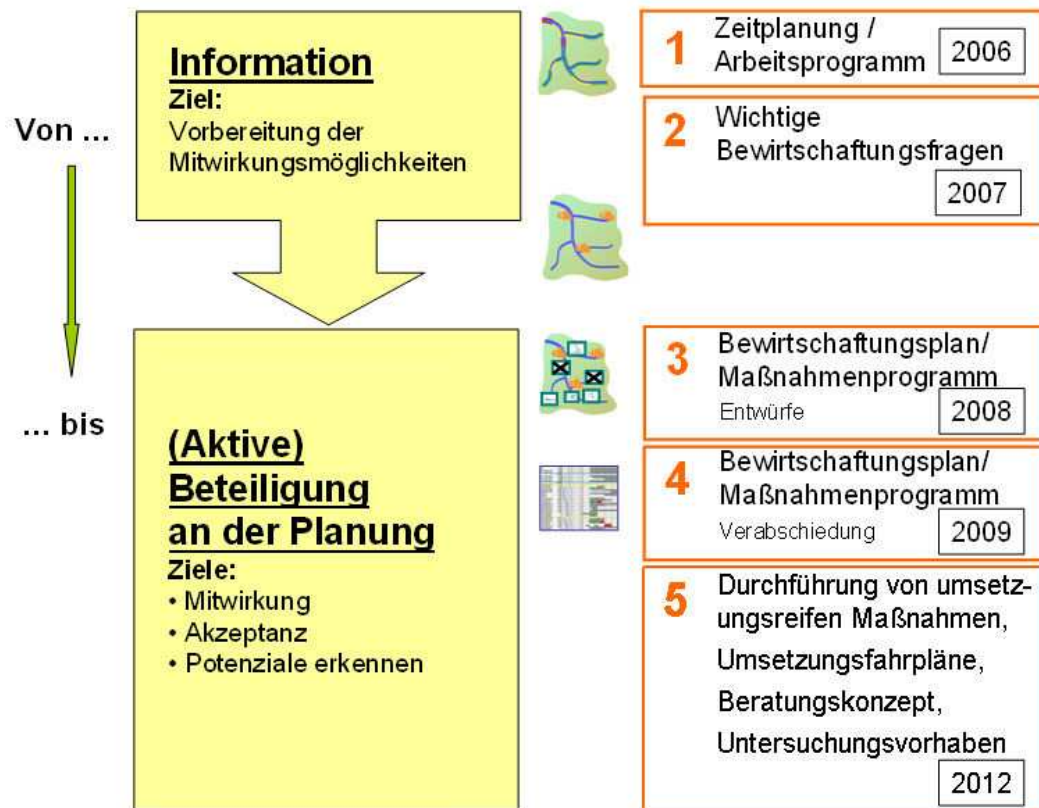 Von ...
... bis
Information
Ziel:
Vorbereitung der
Mitwirkungsmöglichkeiten
(Aktive)
Beteiligung
an der Planung
Ziele:
• Mitwirkung
• Akzeptanz
• Potenziale erkennen
1 Zeitplanung /
Arbeitsprogramm 2006
2 Wichtige
Bewirtschaftungsfragen
2007
3 Bewirtschaftungsplan/
Maßnahmenprogramm
Entwürfe 2008
4 Bewirtschaftungsplan/
Maßnahmenprogramm
Verabschiedung 2009
5 Durchführung von umsetz-
ungsreifen Maßnahmen,
Umsetzungsfahrpläne,
Beratungskonzept,
Untersuchungsvorhaben
2012